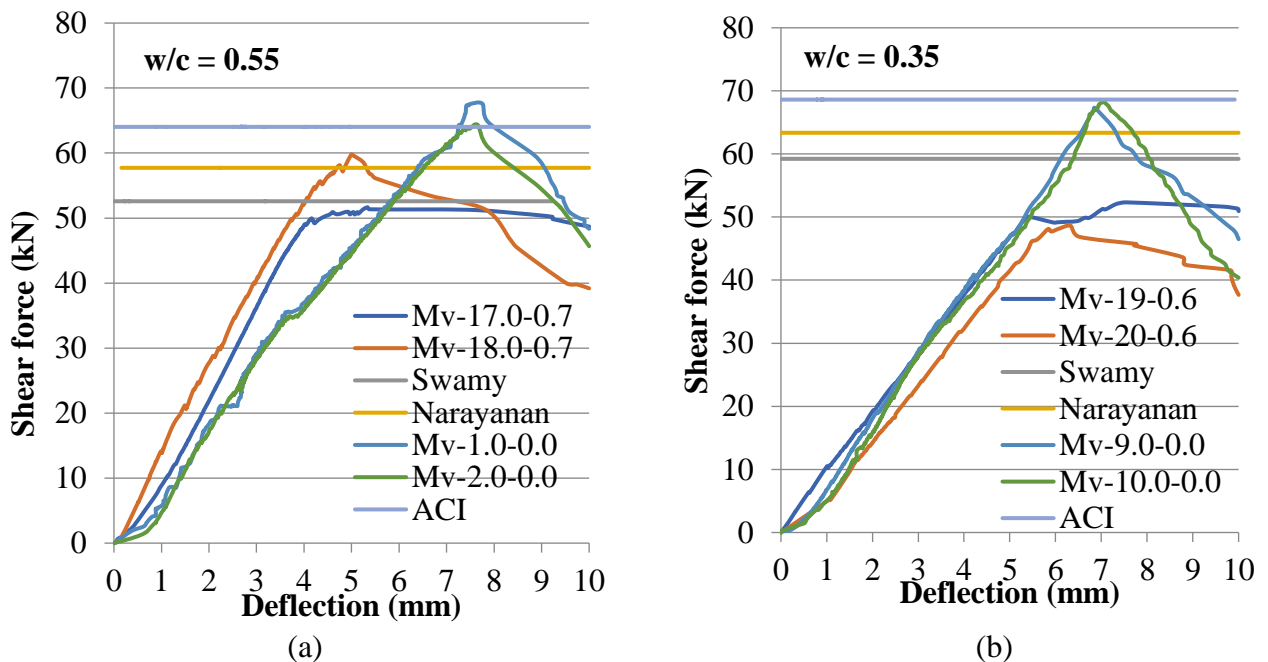 w/c = 0.55
Shear force (kN)
80
70
60
50
40
30
20
10
0
0 1 2 3 4 5 6 7 8 9 10
Deflection (mm)
Mv-17.0-0.7
Mv-18.0-0.7
Swamy
Narayanan
Mv-1.0-0.0
Mv-2.0-0.0
ACI
(a)
w/c = 0.35
Shear force (kN)
80
70
60
50
40
30
20
10
0
0 1 2 3 4 5 6 7 8 9 10
Deflection (mm)
Mv-19-0.6
Mv-20-0.6
Swamy
Narayanan
Mv-9.0-0.0
Mv-10.0-0.0
ACI
(b)